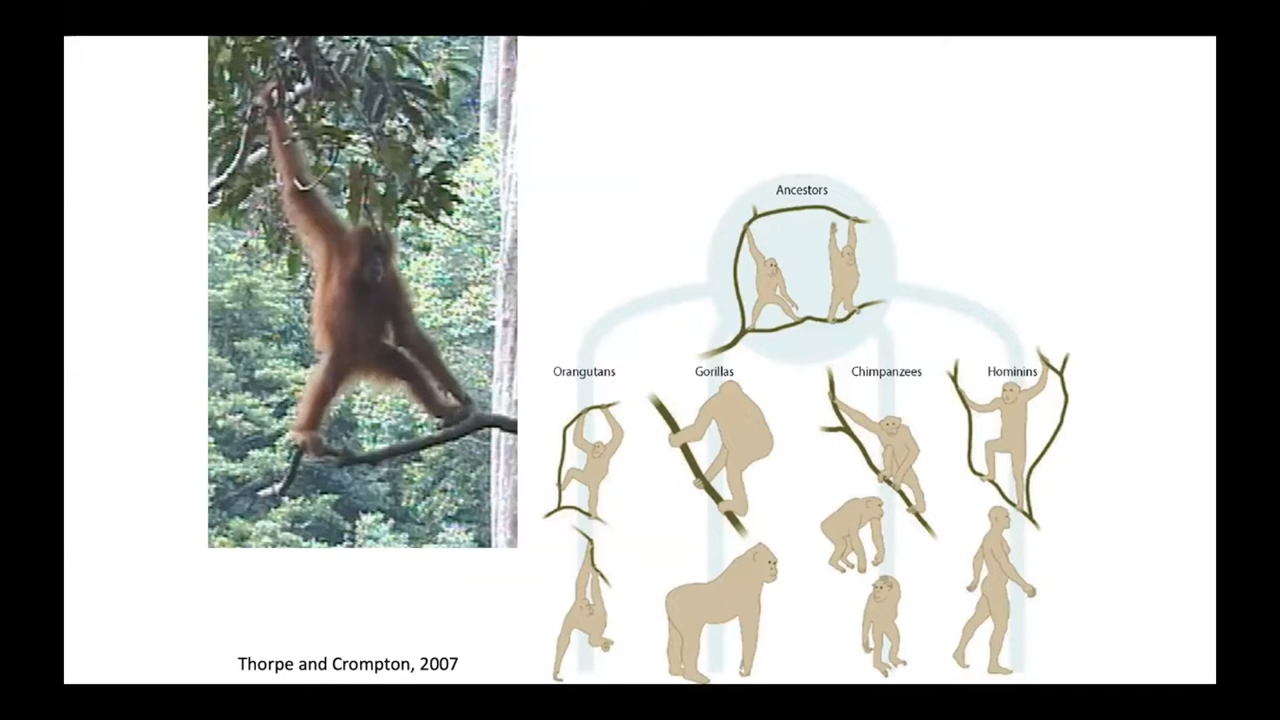 Ancestors
Orangutans
Gorillas
Chimpanzees
Hominins
Thorpe and Crompton, 2007